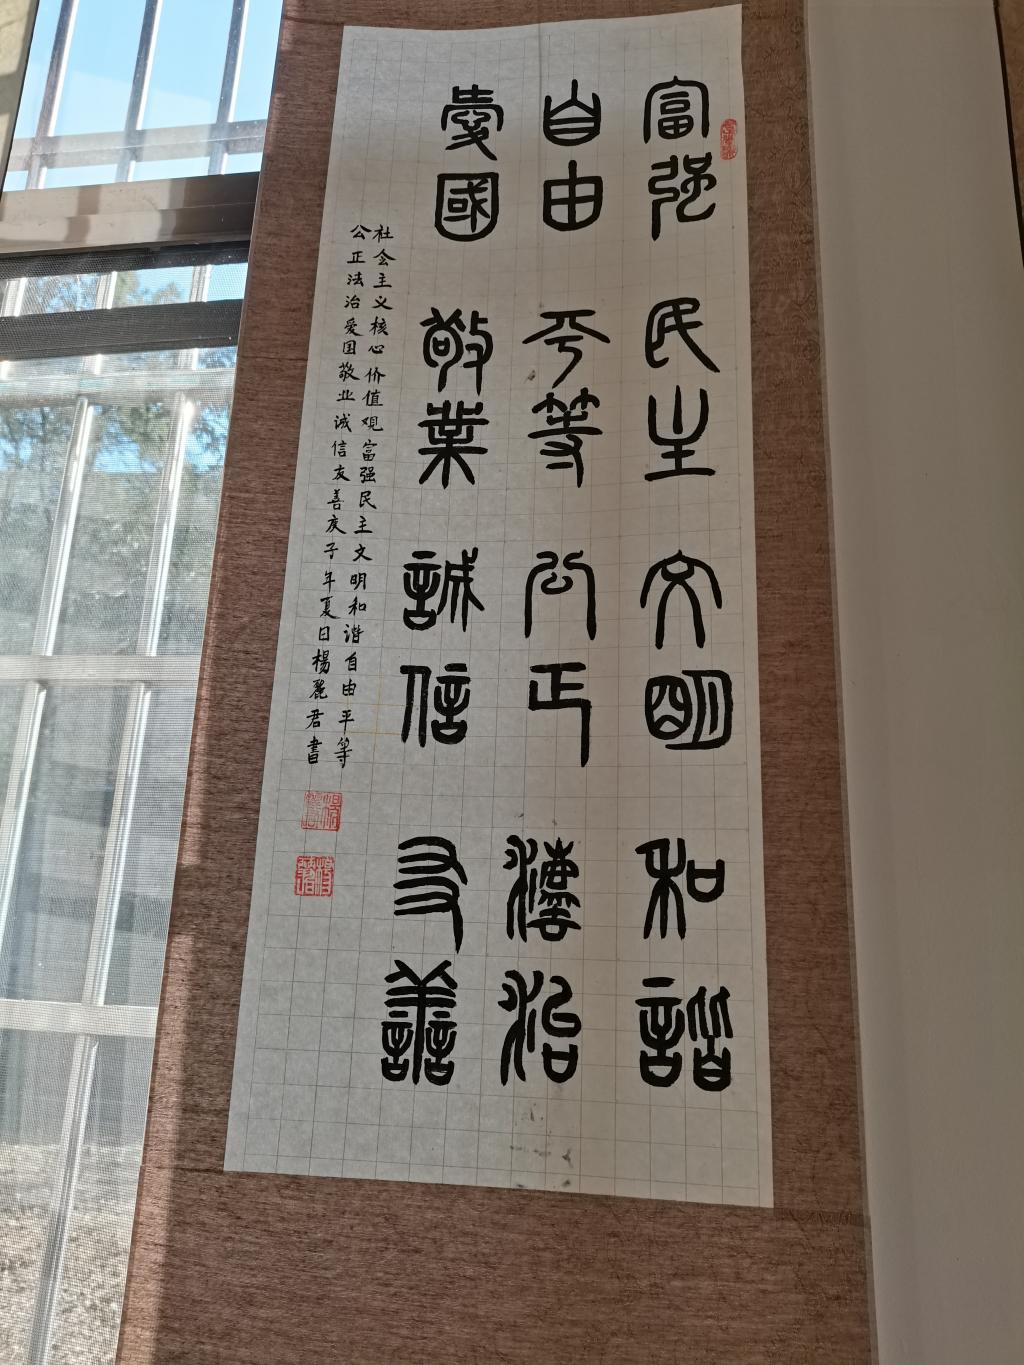 富强 民主 文明 和諧
自由 平等 公正 灋治
愛國 敬業 誠信 友善
社会主义核心价值观富强民主文明和谐自由平等
公正法治爱国敬业诚信友善庚子年夏日楊麗君書